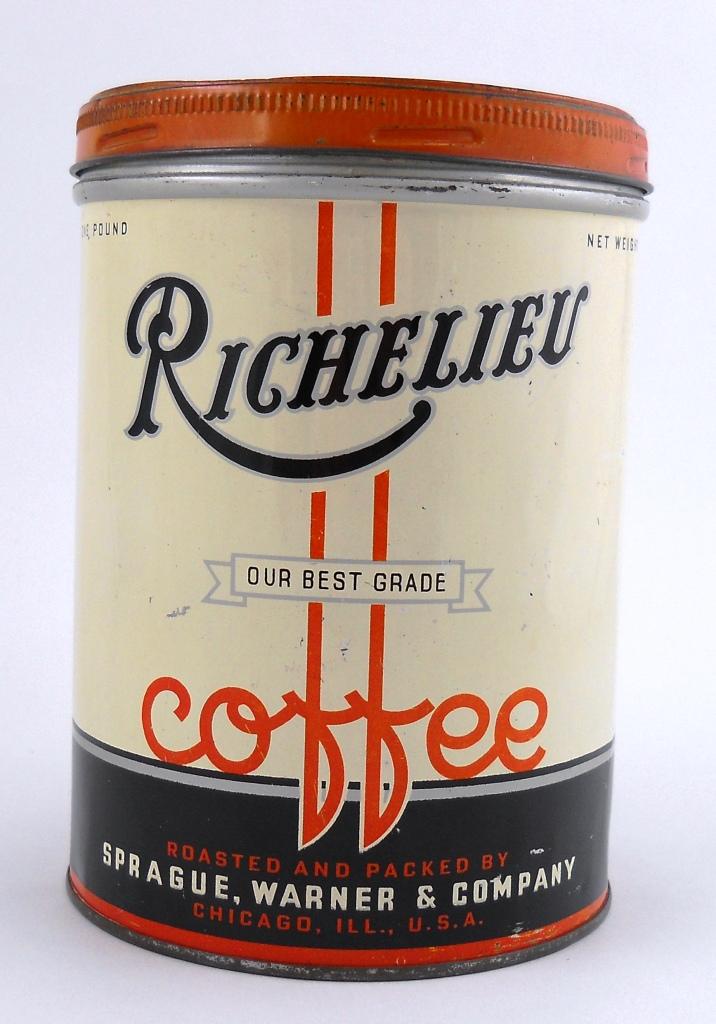 POUND
NET
RICHELIEU
OUR BEST GRADE
coffee
ROASTED AND PACKED BY
SPRAGUE, WARNER & COMPANY
CHICAGO, ILL., U.S.A.